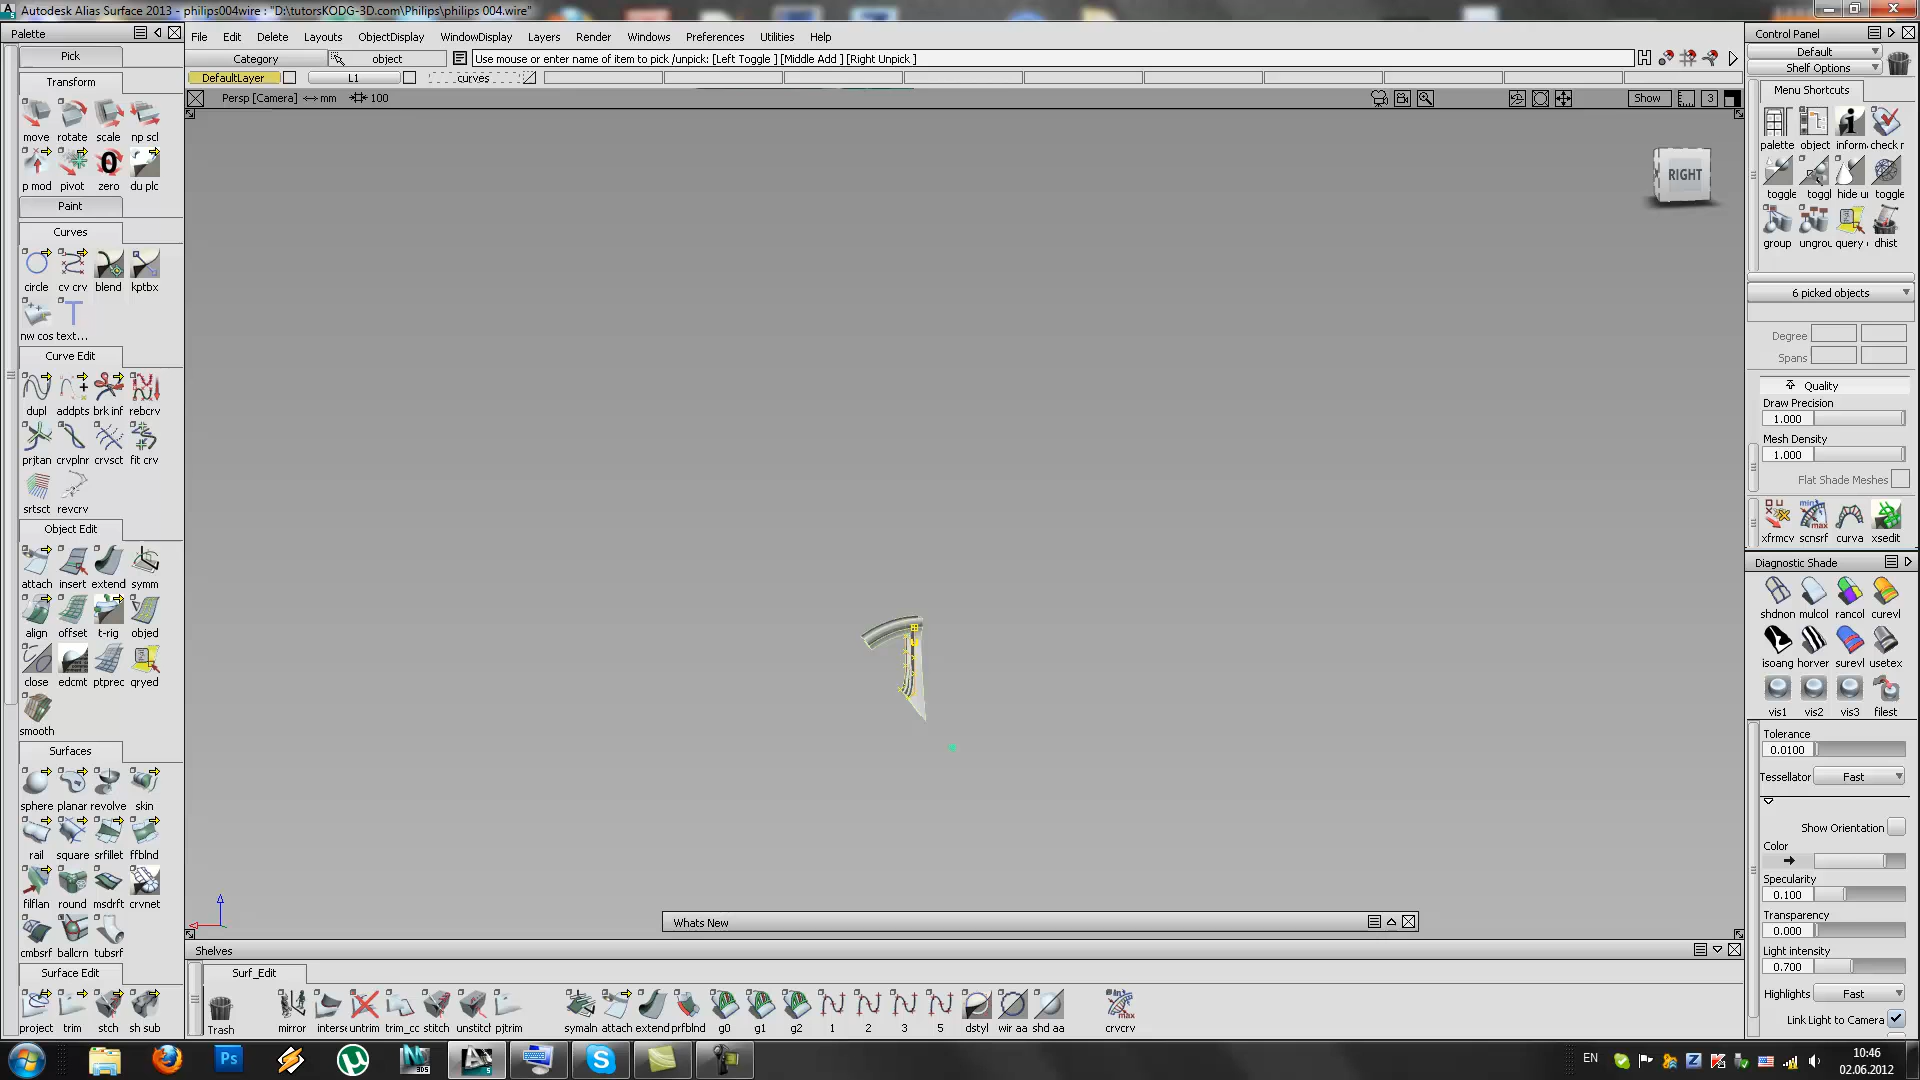 Autodesk Alias Surface 2013 - philips004wire : "D:\tutorsKODG-3D.com\Philips\philips 004.wire"
Palette
File Edit Delete Layouts ObjectDisplay WindowDisplay Layers Render Windows Preferences Utilities Help
Control Panel
Pick
Category object Use mouse or enter name of item to pick /unpick: [Left Toggle ] [Middle Add ] [Right Unpick ]
Default
Shelf Options
DefaultLayer L1 curves
Transform
Persp [Camera] mm 100
Show 3
Menu Shortcuts
move rotate scale np scl
palette object inform check r
p mod pivot zero du plc
0
RIGHT
toggle toggl hide u toggle
Paint
Curves
group ungrou query dhist
circle cv crv blend kptbx
6 picked objects
nw cos text...
Degree
Spans
Curve Edit
Quality
Draw Precision
1.000
dupl addpts brk inf rebcrv
Mesh Density
1.000
prjtan crvplnr crvsct fit crv
Flat Shade Meshes
srtsct revcrv
xfrmcv scnsrf curva xsedit
Object Edit
Diagnostic Shade
attach insert extend symm
shdnon mulcol rancol curevl
align offset t-rig objed
isoang horver surevl usetex
close edcmt ptprec qryed
vis1 vis2 vis3 filest
smooth
Tolerance
0.0100
Surfaces
Tessellator Fast
sphere planar revolve skin
Show Orientation
Color
rail square srfillet ffblnd
Specularity
0.100
filflan round msdrft crvnet
Transparency
0.000
Whats New
cmbsrf ballcrn tubsrf
Shelves
Light intensity
0.700
Surface Edit
Surf_Edit
Highlights Fast
project trim stch sh sub
Trash mirror interse untrim trim_cc stitch unstitch pjtrim symaln attach extend prfblnd g0 g1 g2 1 2 3 5 dstyl wir aa shd aa crvcrv
Link Light to Camera
EN
10:46
02.06.2012